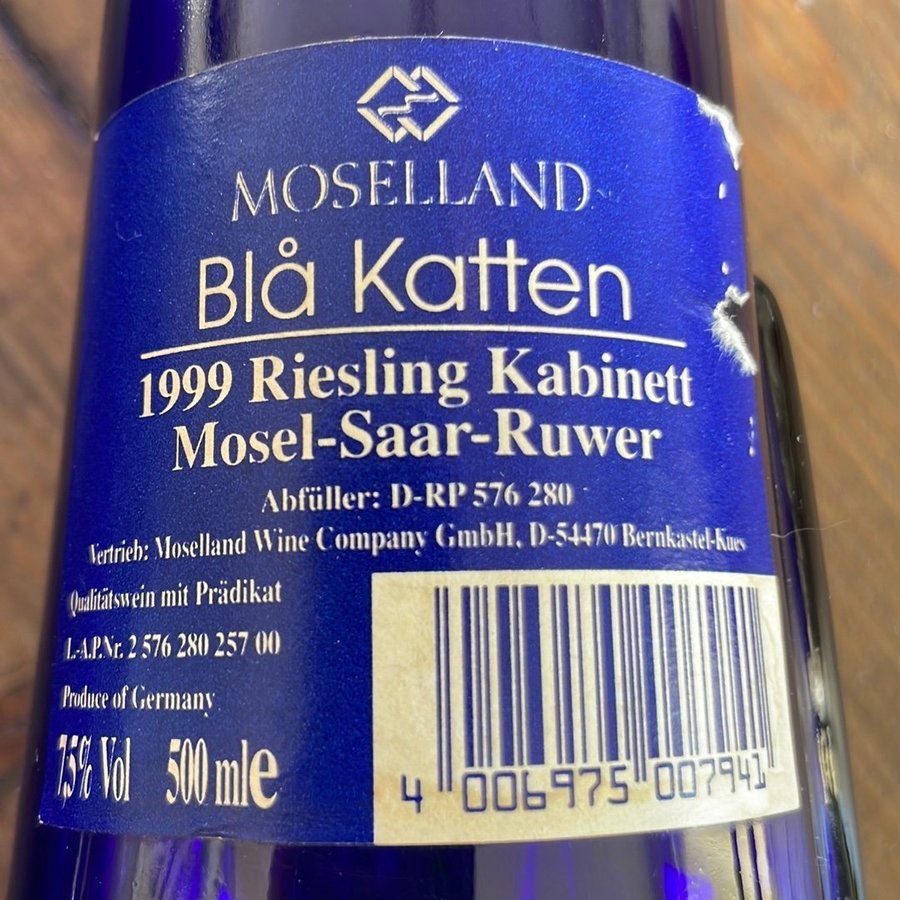 MOSELLAND
Blå Katten
1999 Riesling Kabinett
Mosel-Saar-Ruwer
Abfüller: D-RP 576 280
Vertrieb: Moselland Wine Company GmbH, D-54470 Bernkastel-Kues
Qualitätswein mit Prädikat
L-A.P.Nr. 2 576 280 257 00
Produce of Germany
7,5% Vol 500 mle
4 006975 007941